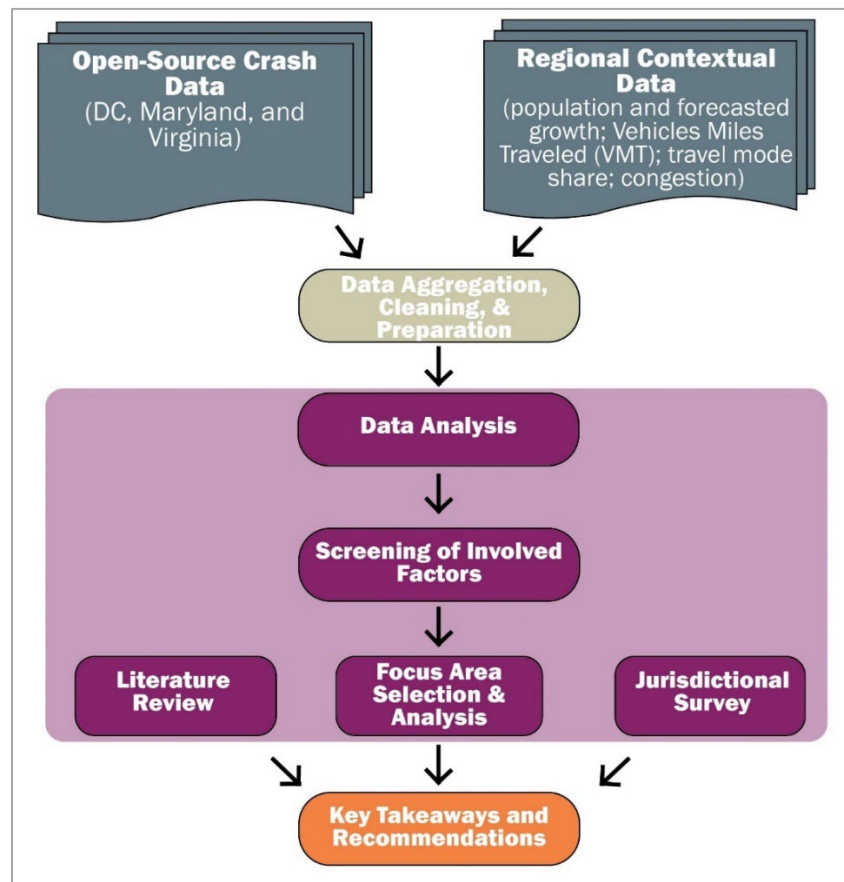 Open-Source Crash
Data
(DC, Maryland, and
Virginia)
Regional Contextual
Data
(population and forecasted
growth; Vehicles Miles
Traveled (VMT); travel mode
share; congestion)
Data Aggregation,
Cleaning, &
Preparation
Data Analysis
Screening of Involved
Factors
Literature
Review
Focus Area
Selection &
Analysis
Jurisdictional
Survey
Key Takeaways and
Recommendations